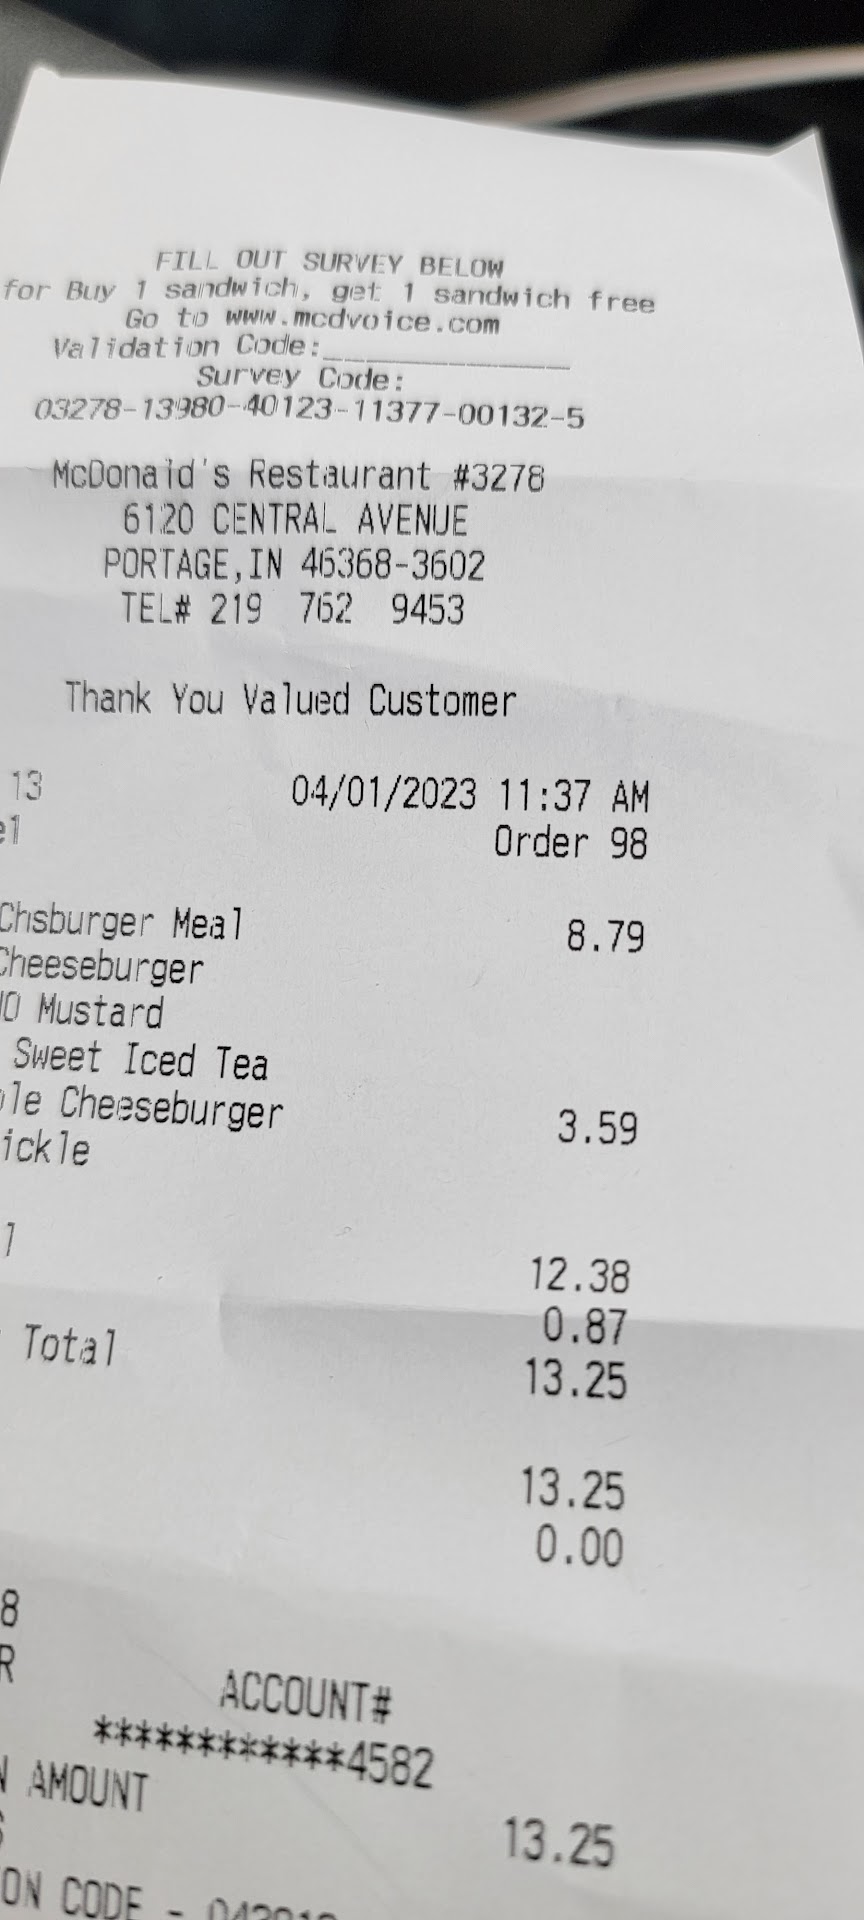 FILL OUT SURVEY BELOW
for Buy 1 sandwich, get 1 sandwich free
Go to www.mcdvoice.com
Validation Code:_______________
Survey Code:
03278-13980-40123-11377-00132-5
McDonald's Restaurant #3278
6120 CENTRAL AVENUE
PORTAGE,IN 46368-3602
TEL# 219 762 9453
Thank You Valued Customer
13 04/01/2023 11:37 AM
Order 98
Chsburger Meal 8.79
Cheeseburger
Mustard
Sweet Iced Tea
Cheeseburger 3.59
ickle
12.38
0.87
Total 13.25
13.25
0.00
8
R ACCOUNT#
************4582
AMOUNT
13.25
ON CODE -